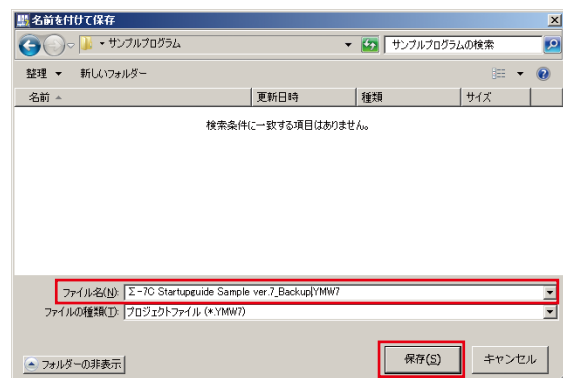 名前を付けて保存
サンプルプログラム
サンプルプログラムの検索
整理 新しいフォルダー
名前 更新日時 種類 サイズ
検索条件に一致する項目はありません。
ファイル名(N): Σ-7C Startupguide Sample ver.7_Backup.YMW7
ファイルの種類(T): プロジェクトファイル (*.YMW7)
フォルダーの非表示
保存(S) キャンセル